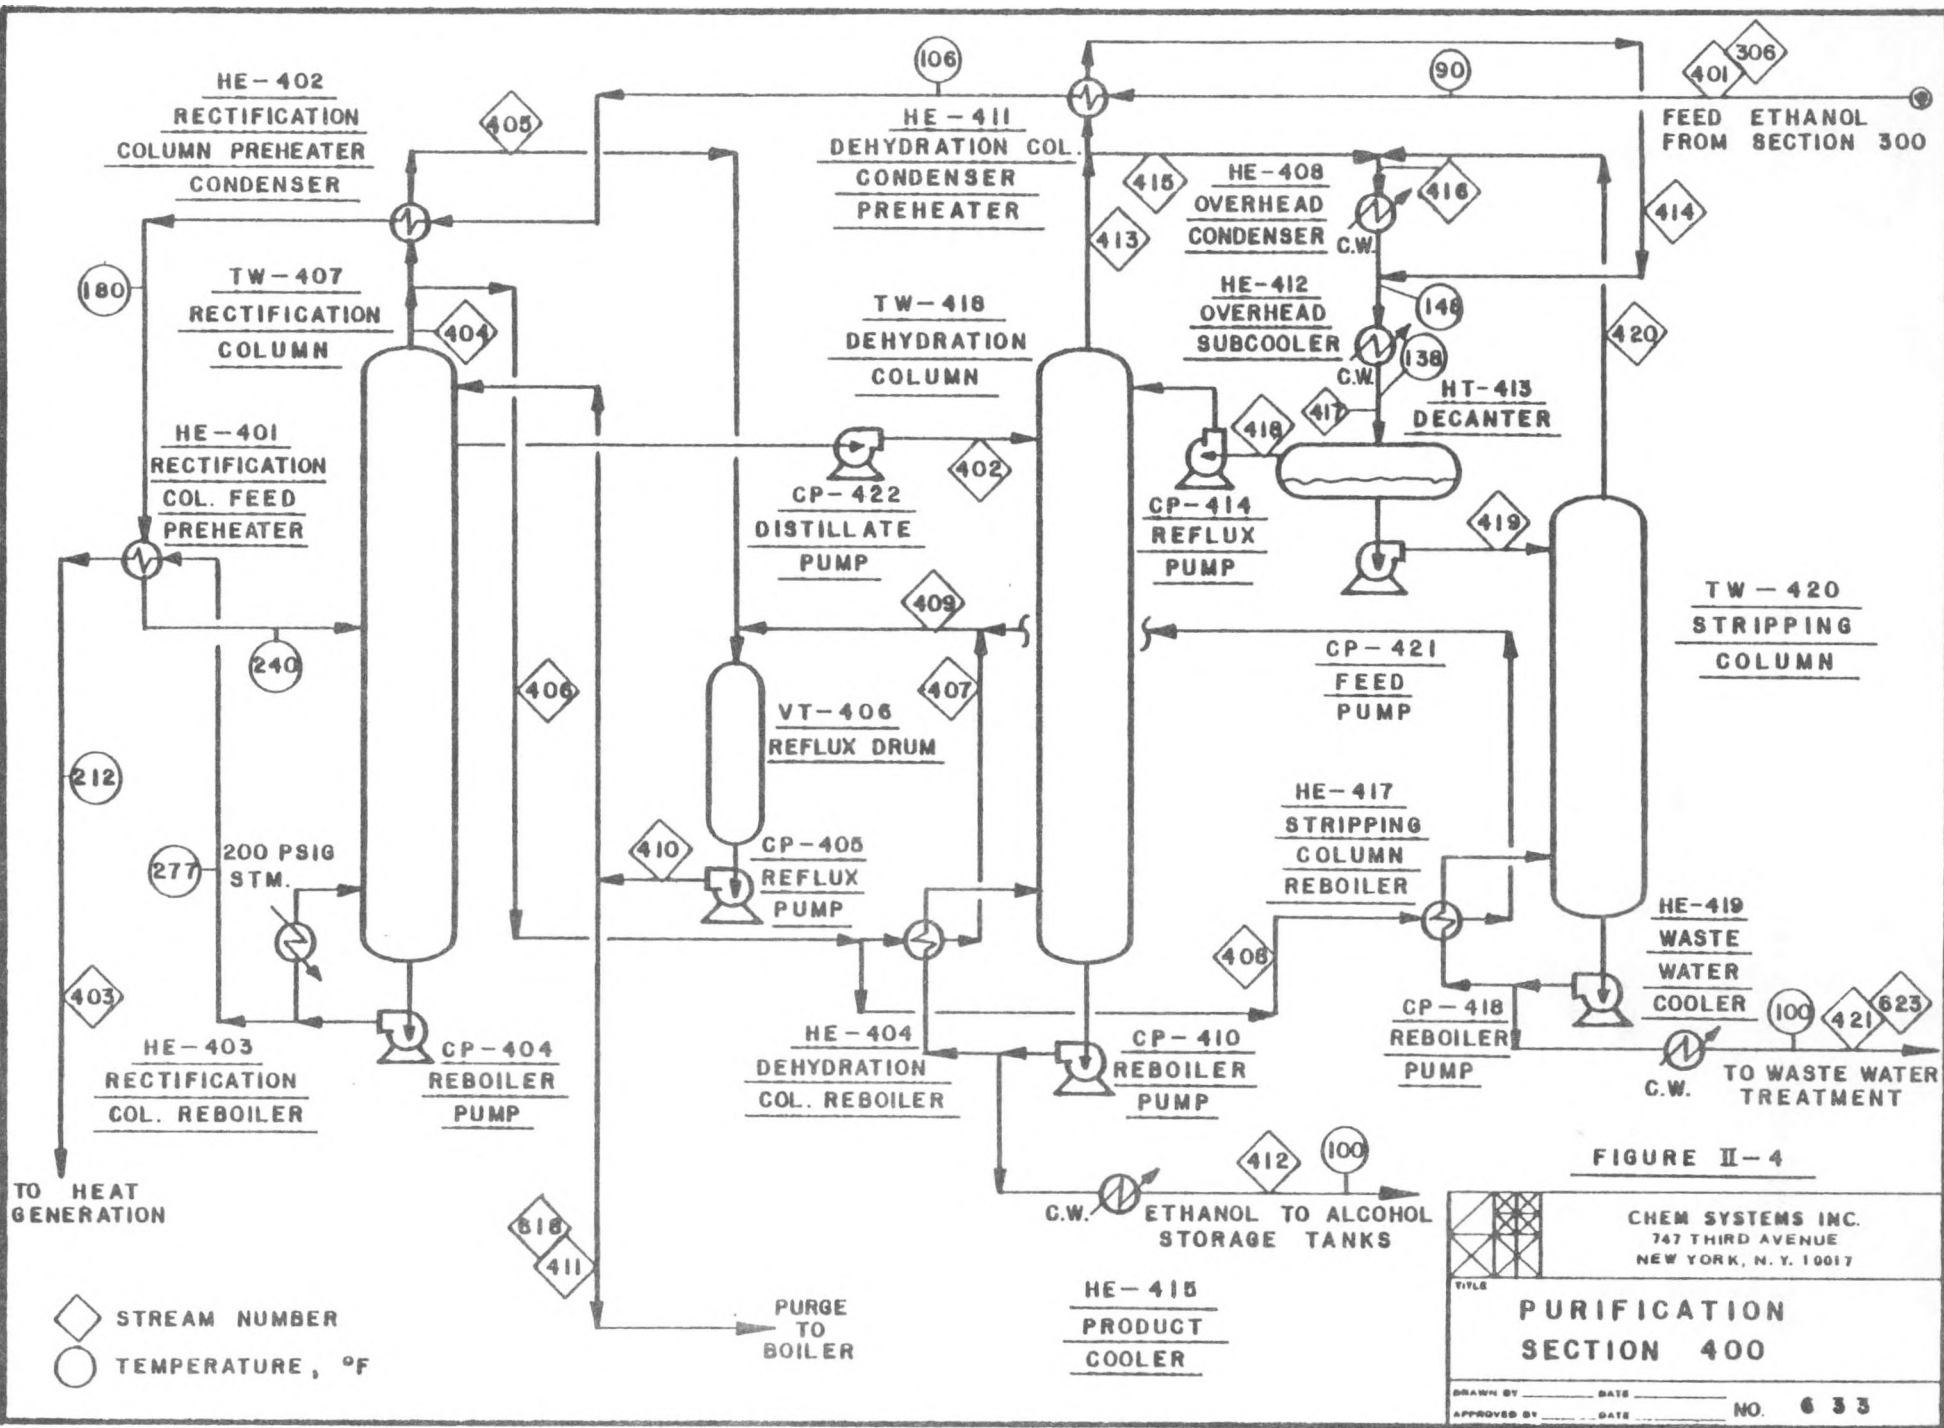 HE-402
RECTIFICATION
COLUMN PREHEATER
CONDENSER
405
106
HE-411
DEHYDRATION COL.
CONDENSER
PREHEATER
90
401
306
FEED ETHANOL
FROM SECTION 300
415
HE-408
OVERHEAD
CONDENSER
C.W.
416
414
413
180
TW-407
RECTIFICATION
COLUMN
404
TW-418
DEHYDRATION
COLUMN
HE-412
OVERHEAD
SUBCOOLER
C.W.
148
138
420
417
HT-413
DECANTER
HE-401
RECTIFICATION
COL. FEED
PREHEATER
402
CP-422
DISTILLATE
PUMP
418
CP-414
REFLUX
PUMP
419
TW-420
STRIPPING
COLUMN
240
406
409
407
CP-421
FEED
PUMP
VT-406
REFLUX DRUM
212
HE-417
STRIPPING
COLUMN
REBOILER
277
200 PSIG
STM.
410
CP-405
REFLUX
PUMP
408
HE-419
WASTE
WATER
COOLER
403
HE-403
RECTIFICATION
COL. REBOILER
CP-404
REBOILER
PUMP
HE-404
DEHYDRATION
COL. REBOILER
CP-410
REBOILER
PUMP
CP-418
REBOILER
PUMP
100
421
623
C.W.
TO WASTE WATER
TREATMENT
TO HEAT
GENERATION
412
100
C.W.
ETHANOL TO ALCOHOL
STORAGE TANKS
616
411
HE-415
PRODUCT
COOLER
PURGE
TO
BOILER
STREAM NUMBER
TEMPERATURE, °F
FIGURE II-4
CHEM SYSTEMS INC.
747 THIRD AVENUE
NEW YORK, N.Y. 10017
TITLE
PURIFICATION
SECTION 400
DRAWN BY DATE
APPROVED BY DATE
NO. 633